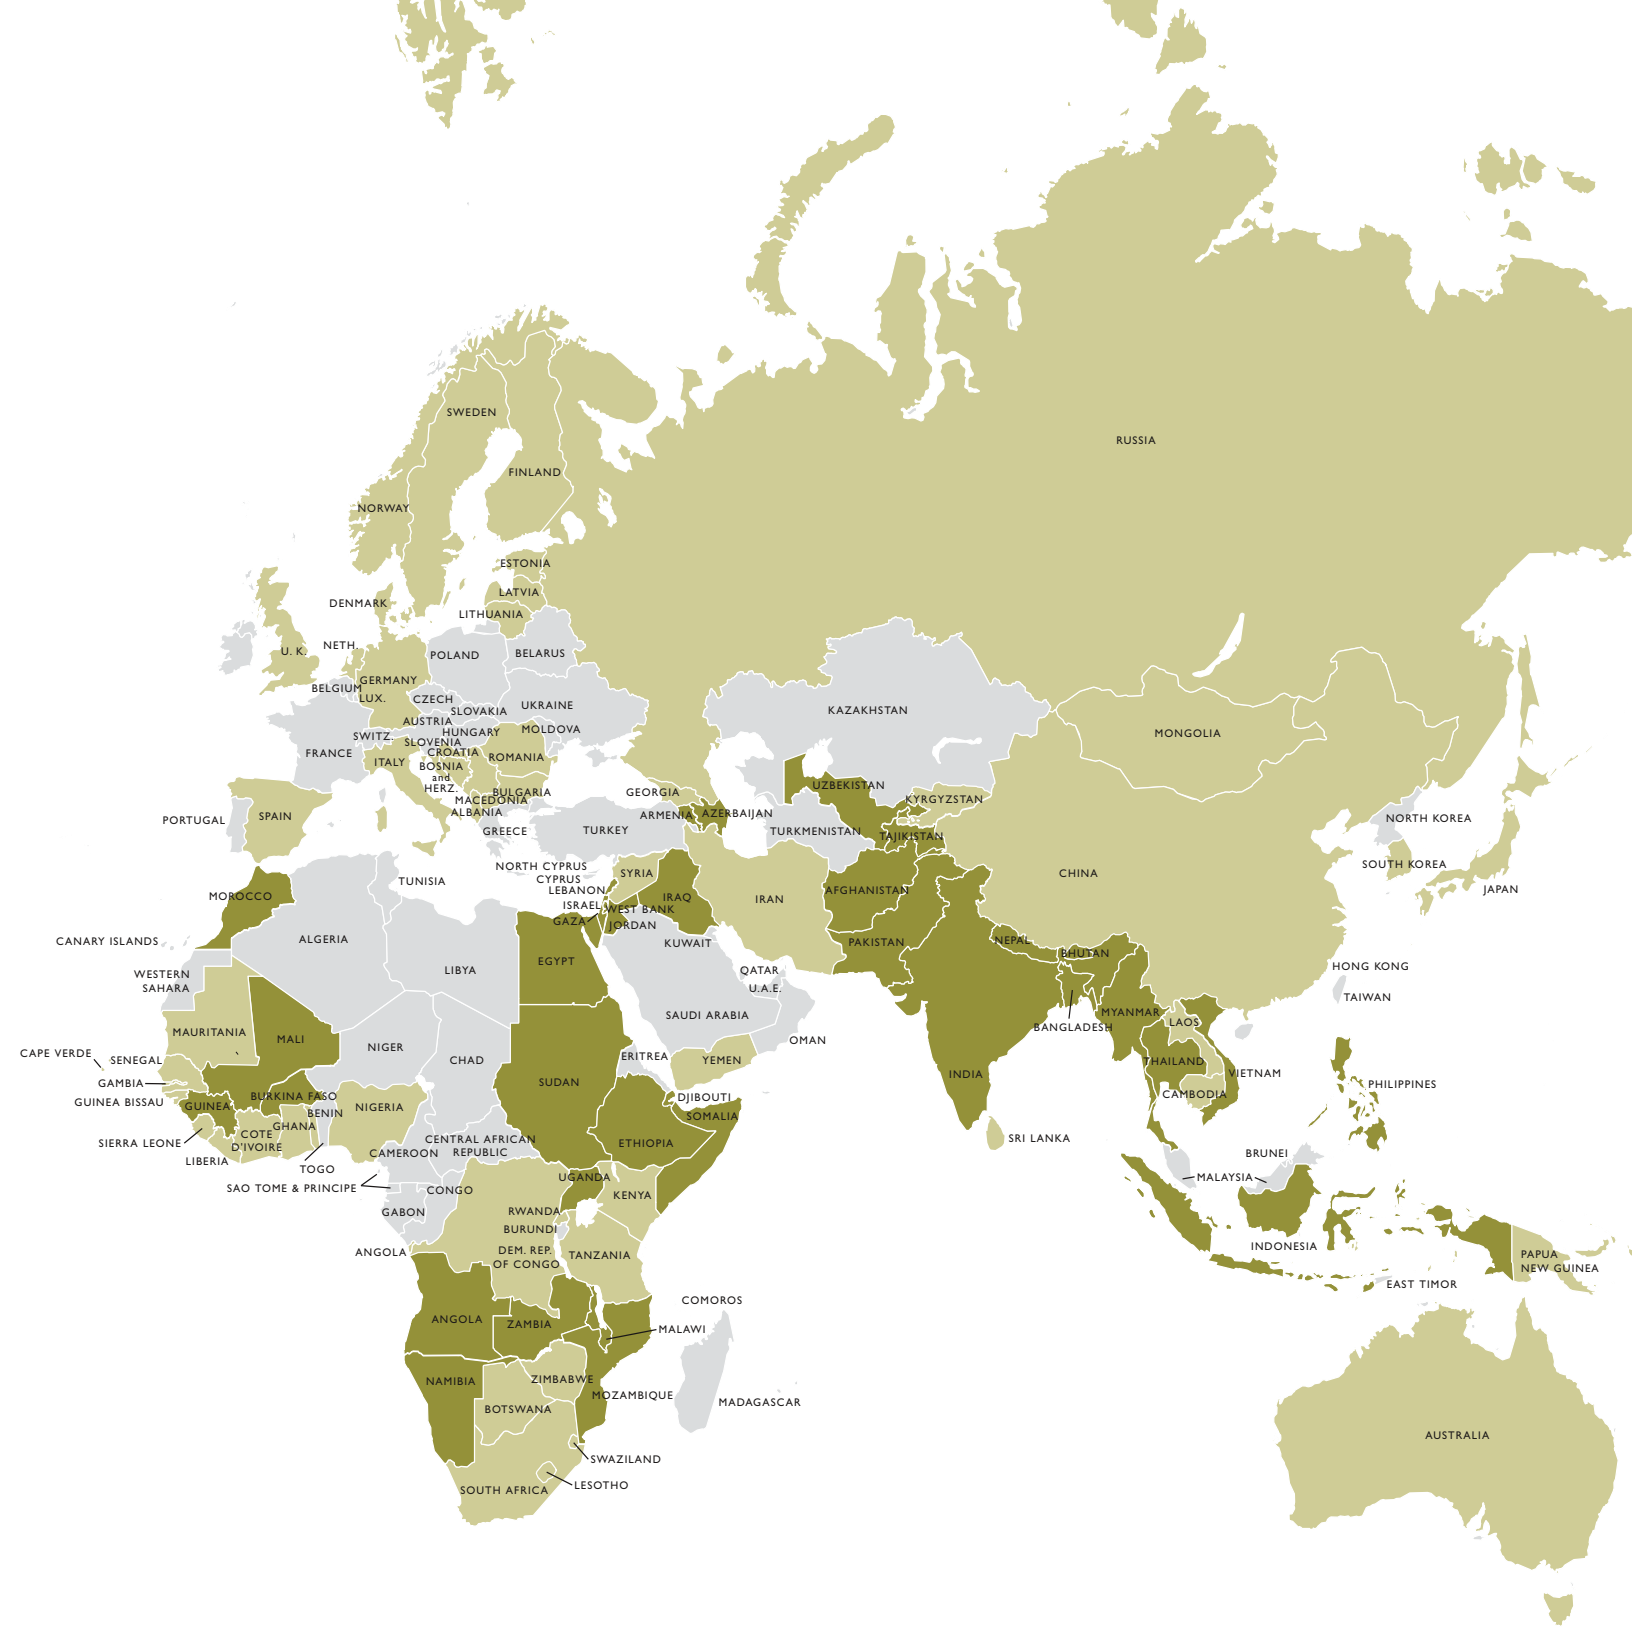 RUSSIA
SWEDEN
FINLAND
NORWAY
ESTONIA
LATVIA
DENMARK
LITHUANIA
NETH.
U. K.
POLAND
BELARUS
BELGIUM
GERMANY
LUX.
CZECH
SLOVAKIA
UKRAINE
KAZAKHSTAN
AUSTRIA
HUNGARY
MOLDOVA
SWITZ.
SLOVENIA
MONGOLIA
FRANCE
CROATIA
ITALY
BOSNIA
and
HERZ.
ROMANIA
BULGARIA
GEORGIA
UZBEKISTAN
KYRGYZSTAN
MACEDONIA
ALBANIA
PORTUGAL
SPAIN
GREECE
TURKEY
ARMENIA
AZERBAIJAN
TURKMENISTAN
TAJIKISTAN
NORTH KOREA
SOUTH KOREA
JAPAN
NORTH CYPRUS
CYPRUS
SYRIA
CHINA
TUNISIA
LEBANON
MOROCCO
ISRAEL
WEST BANK
IRAQ
IRAN
AFGHANISTAN
GAZA
JORDAN
CANARY ISLANDS
ALGERIA
KUWAIT
PAKISTAN
NEPAL
BHUTAN
WESTERN
SAHARA
LIBYA
EGYPT
QATAR
U.A.E.
HONG KONG
TAIWAN
SAUDI ARABIA
MAURITANIA
MALI
NIGER
CHAD
OMAN
MYANMAR
LAOS
BANGLADESH
CAPE VERDE
SENEGAL
ERITREA
YEMEN
THAILAND
GAMBIA
SUDAN
INDIA
VIETNAM
PHILIPPINES
GUINEA BISSAU
GUINEA
BURKINA FASO
BENIN
NIGERIA
DJIBOUTI
CAMBODIA
SOMALIA
SIERRA LEONE
COTE
D'IVOIRE
GHANA
CENTRAL AFRICAN
REPUBLIC
ETHIOPIA
SRI LANKA
LIBERIA
TOGO
CAMEROON
BRUNEI
SAO TOME & PRINCIPE
CONGO
UGANDA
KENYA
MALAYSIA
GABON
RWANDA
BURUNDI
ANGOLA
DEM. REP.
OF CONGO
TANZANIA
INDONESIA
PAPUA
NEW GUINEA
EAST TIMOR
COMOROS
ANGOLA
ZAMBIA
MALAWI
NAMIBIA
ZIMBABWE
MOZAMBIQUE
MADAGASCAR
BOTSWANA
AUSTRALIA
SWAZILAND
SOUTH AFRICA
LESOTHO